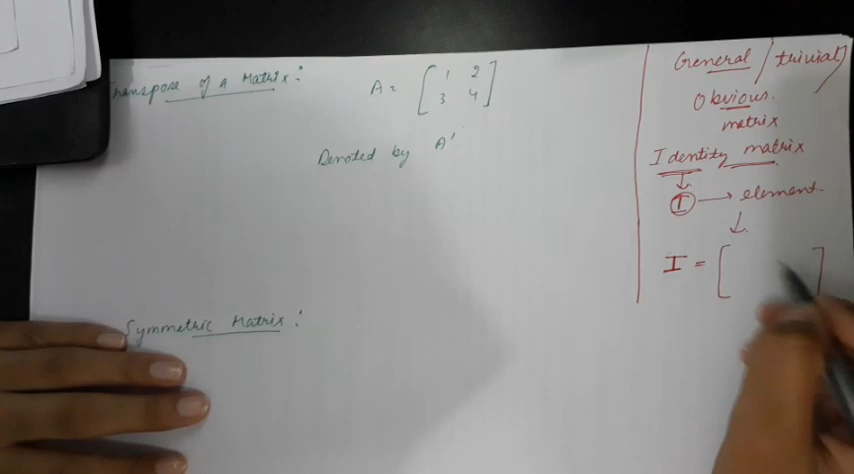 ranspose of a Matrix:
A = [ 1 2
3 4 ]
Denoted by A'
Symmetric Matrix:
General / trivial /
Obvious.
matrix
Identity matrix
↓
I → element.
↓
I = [ ]